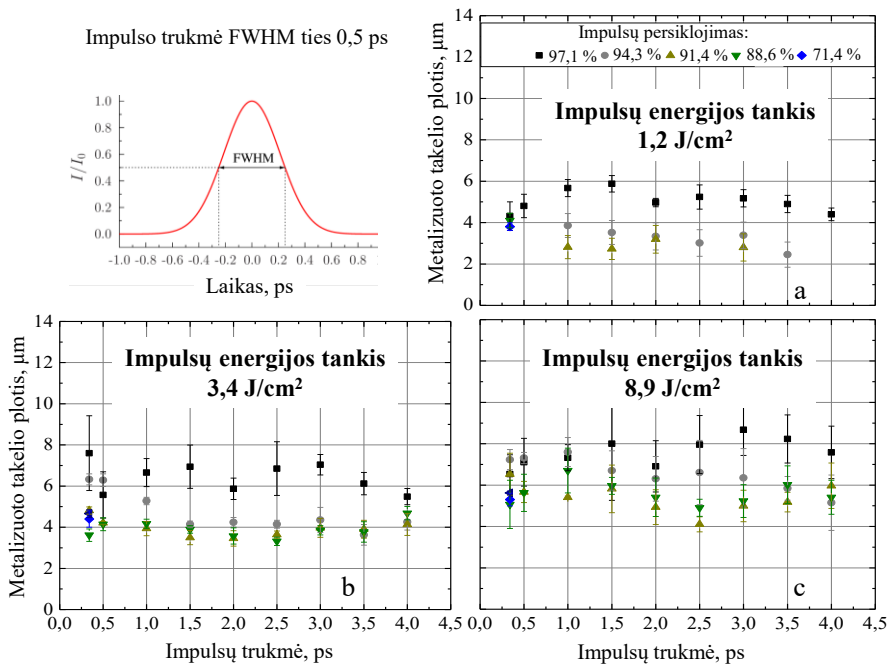 Impulso trukmė FWHM ties 0,5 ps
I/I0
1.0
0.8
0.6
0.4
0.2
0.0
FWHM
-1.0 -0.8 -0.6 -0.4 -0.2 0.0 0.2 0.4 0.6 0.8
Laikas, ps
Metalizuoto takelio plotis, µm
14
12
10
8
6
4
2
0
Impulsų persiklojimas:
97,1 % 94,3 % 91,4 % 88,6 % 71,4 %
Impulsų energijos tankis
1,2 J/cm²
a
Metalizuoto takelio plotis, µm
14
12
10
8
6
4
2
0
Impulsų energijos tankis
3,4 J/cm²
b
0,0 0,5 1,0 1,5 2,0 2,5 3,0 3,5 4,0 4,5
Impulsų trukmė, ps
Impulsų energijos tankis
8,9 J/cm²
c
0,0 0,5 1,0 1,5 2,0 2,5 3,0 3,5 4,0 4,5
Impulsų trukmė, ps